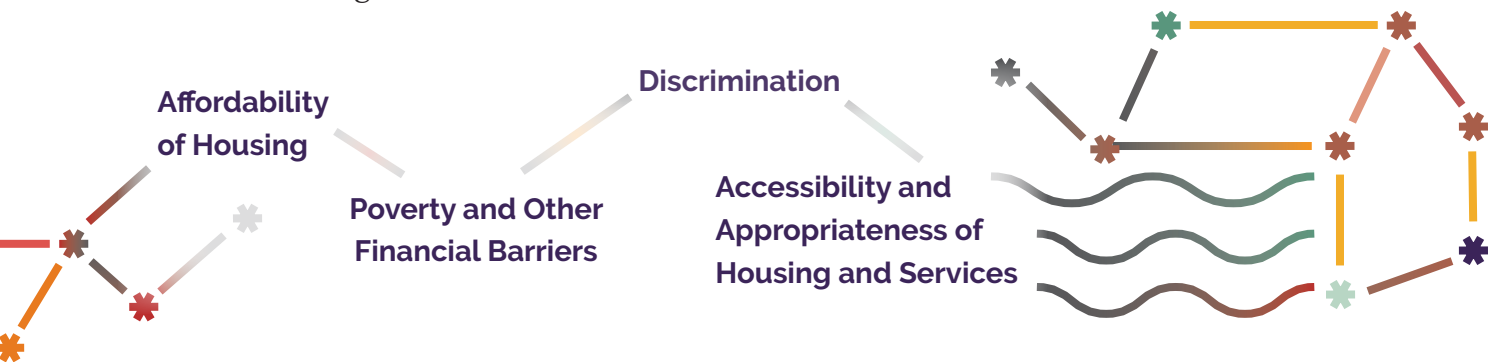 Affordability
of Housing
Poverty and Other
Financial Barriers
Discrimination
Accessibility and
Appropriateness of
Housing and Services